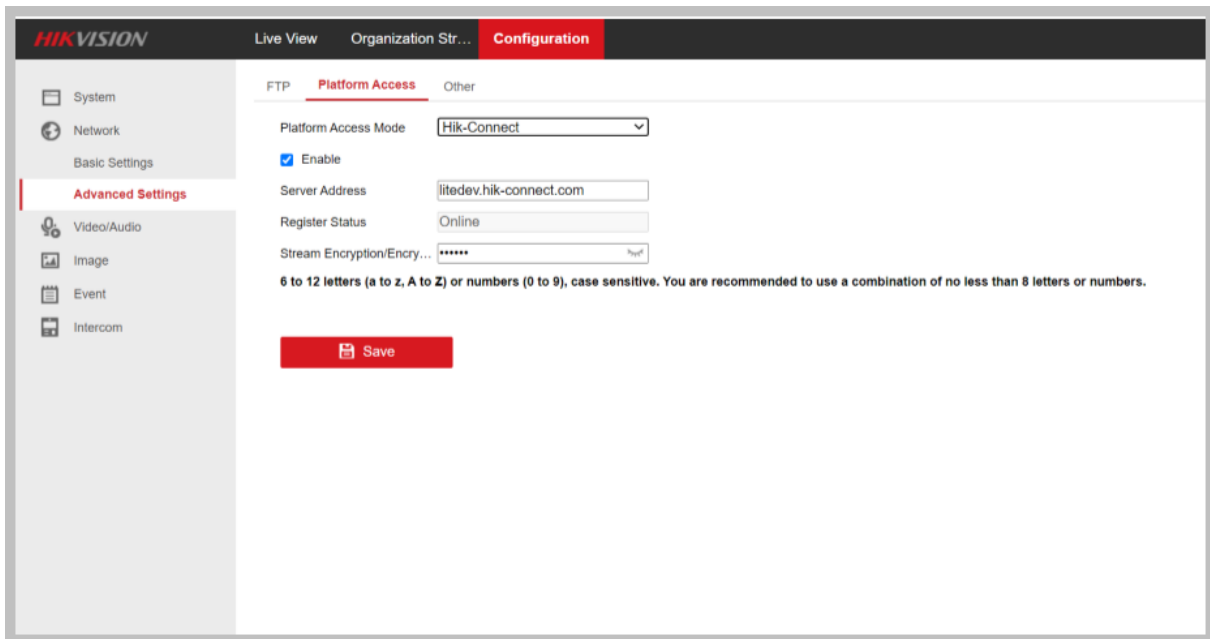 HIKVISION
Live View Organization Str... Configuration
System
Network
Basic Settings
Advanced Settings
Video/Audio
Image
Event
Intercom
FTP Platform Access Other
Platform Access Mode Hik-Connect
Enable
Server Address litedev.hik-connect.com
Register Status Online
Stream Encryption/Encry... ••••••
6 to 12 letters (a to z, A to Z) or numbers (0 to 9), case sensitive. You are recommended to use a combination of no less than 8 letters or numbers.
Save